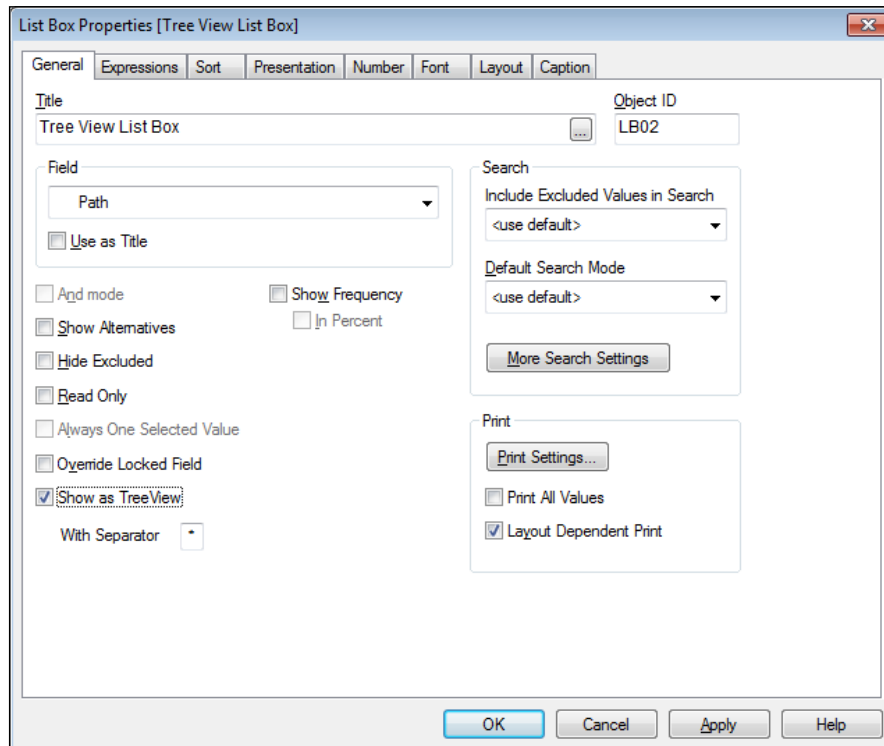 List Box Properties [Tree View List Box]
General Expressions Sort Presentation Number Font Layout Caption
Title Object ID
Tree View List Box ... LB02
Field Search
Path Include Excluded Values in Search
<use default>
Use as Title
Default Search Mode
And mode Show Frequency <use default>
In Percent
Show Alternatives
Hide Excluded More Search Settings
Read Only
Always One Selected Value Print
Override Locked Field Print Settings...
Show as TreeView Print All Values
With Separator * Layout Dependent Print
OK Cancel Apply Help